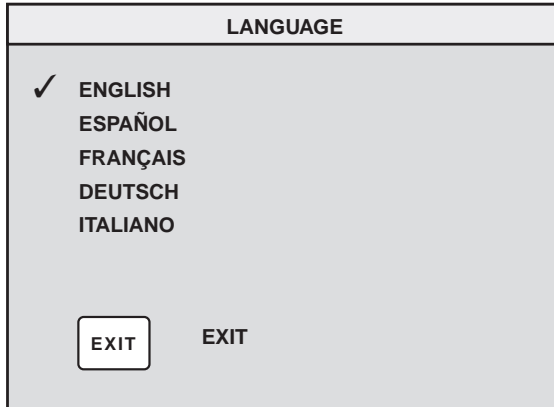 LANGUAGE
✓ ENGLISH
ESPAÑOL
FRANÇAIS
DEUTSCH
ITALIANO
EXIT EXIT